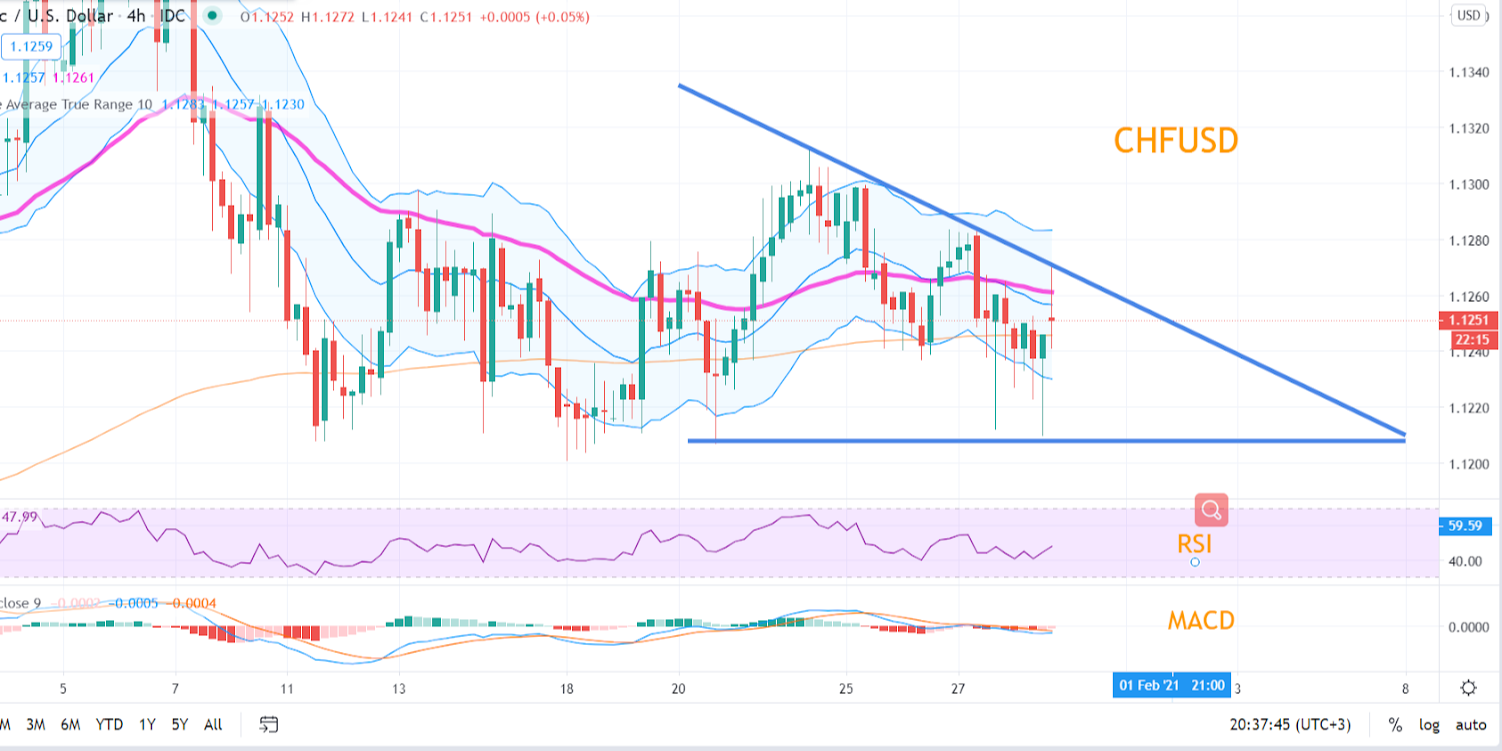 c / U.S. Dollar · 4h · IDC O1.1252 H1.1272 L1.1241 C1.1251 +0.0005 (+0.05%)
USD
1.1259
1.1257 1.1261
e Average True Range 10 1.1283 1.1257 1.1230
CHFUSD
1.1340
1.1320
1.1300
1.1280
1.1260
1.1251
22:15
1.1240
1.1220
1.1200
47.99
59.59
RSI
40.00
close 9 −0.0002 −0.0005 −0.0004
MACD
0.0000
5 7 11 13 18 20 25 27 01 Feb '21 21:00 3 8
M 3M 6M YTD 1Y 5Y All 20:37:45 (UTC+3) % log auto